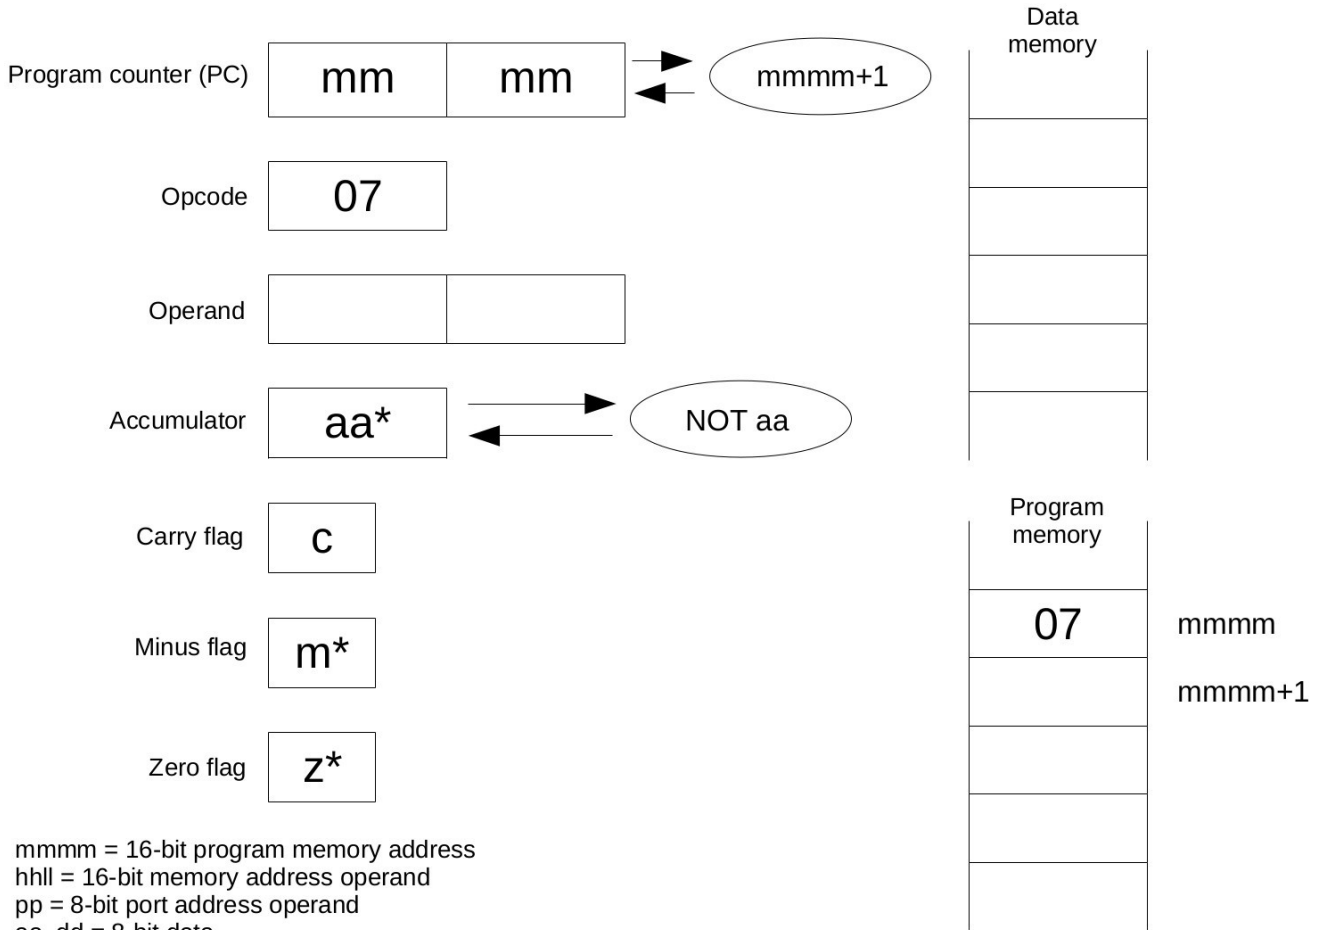 Data
memory
Program counter (PC)
mm
mm
mmmm+1
Opcode
07
Operand
Accumulator
aa*
NOT aa
Carry flag
c
Program
memory
07
mmmm
Minus flag
m*
mmmm+1
Zero flag
z*
mmmm = 16-bit program memory address
hhll = 16-bit memory address operand
pp = 8-bit port address operand